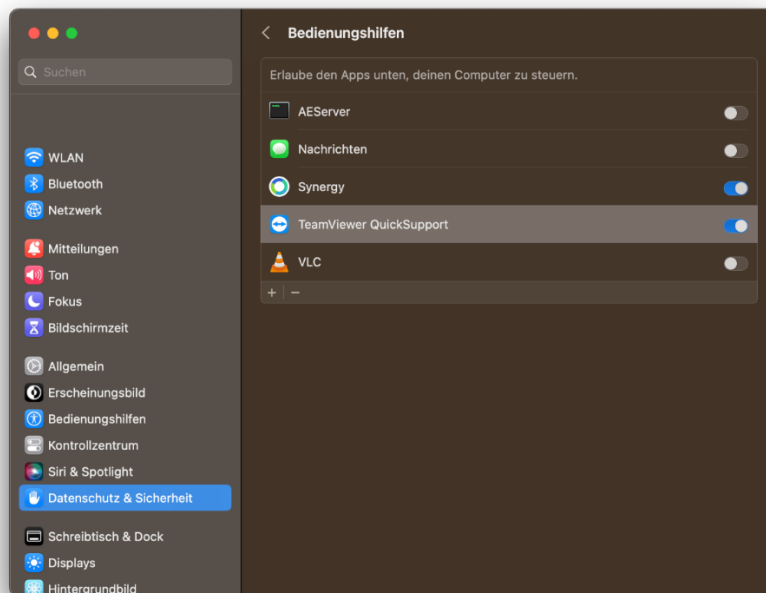 Suchen
WLAN
Bluetooth
Netzwerk
Mitteilungen
Ton
Fokus
Bildschirmzeit
Allgemein
Erscheinungsbild
Bedienungshilfen
Kontrollzentrum
Siri & Spotlight
Datenschutz & Sicherheit
Schreibtisch & Dock
Displays
Hintergrundbild
Bedienungshilfen
Erlaube den Apps unten, deinen Computer zu steuern.
AEServer
Nachrichten
Synergy
TeamViewer QuickSupport
VLC